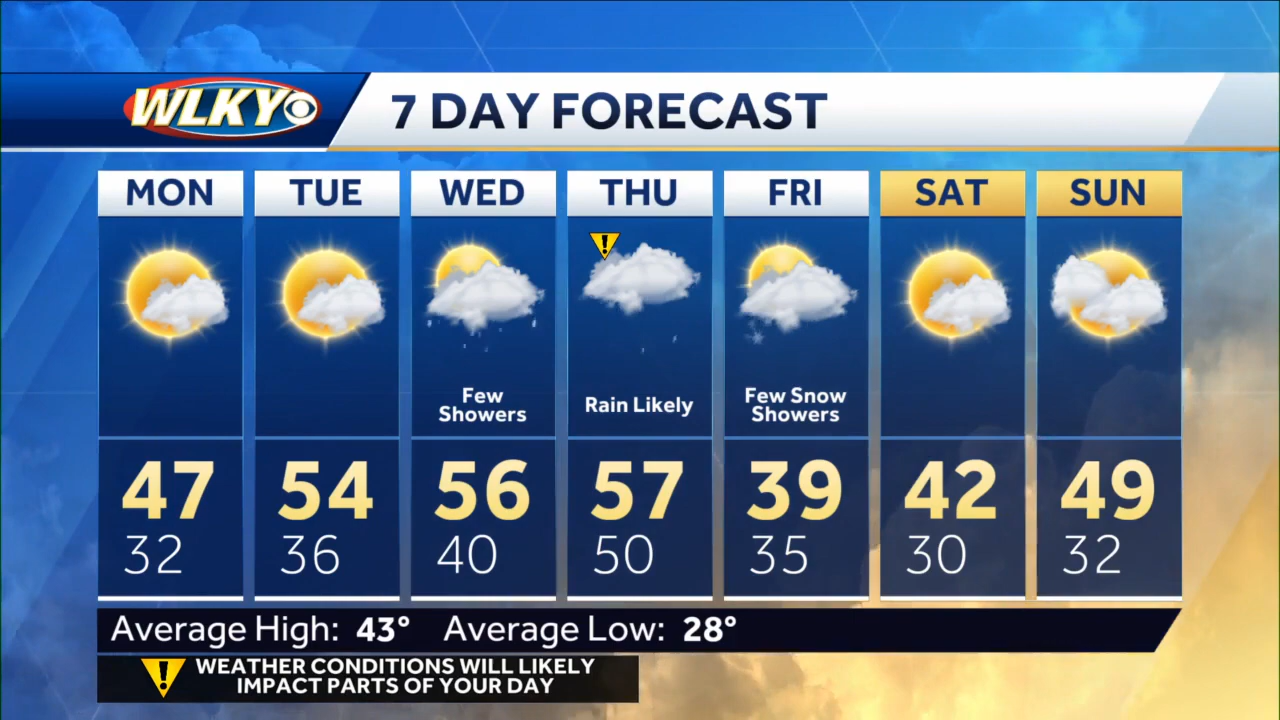 WLKY
7 DAY FORECAST
MON TUE WED THU FRI SAT SUN
!
Few
Showers
Rain Likely
Few Snow
Showers
47 54 56 57 39 42 49
32 36 40 50 35 30 32
Average High: 43° Average Low: 28°
!
WEATHER CONDITIONS WILL LIKELY
IMPACT PARTS OF YOUR DAY